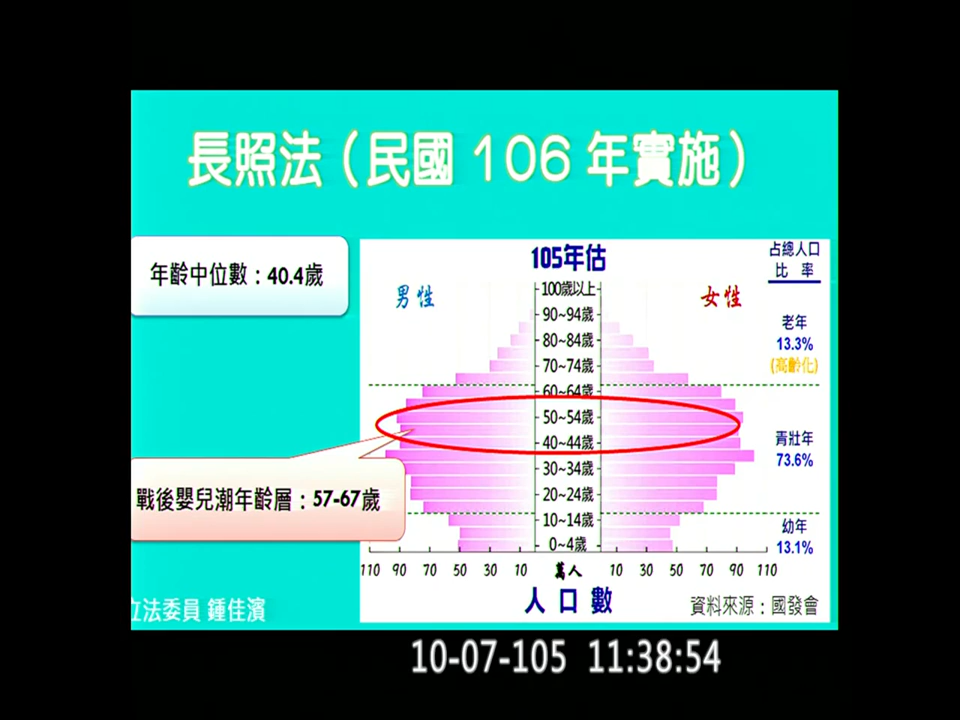 長照法（民國 106 年實施）
年齡中位數：40.4歲
戰後嬰兒潮年齡層：57-67歲
105年估
男性
女性
占總人口
比 率
100歲以上
90~94歲
80~84歲
70~74歲
60~64歲
50~54歲
40~44歲
30~34歲
20~24歲
10~14歲
0~4歲
老年
13.3%
(高齡化)
青壯年
73.6%
幼年
13.1%
110 90 70 50 30 10 萬人 10 30 50 70 90 110
人 口 數
資料來源：國發會
立法委員 鍾佳濱
10-07-105 11:38:54